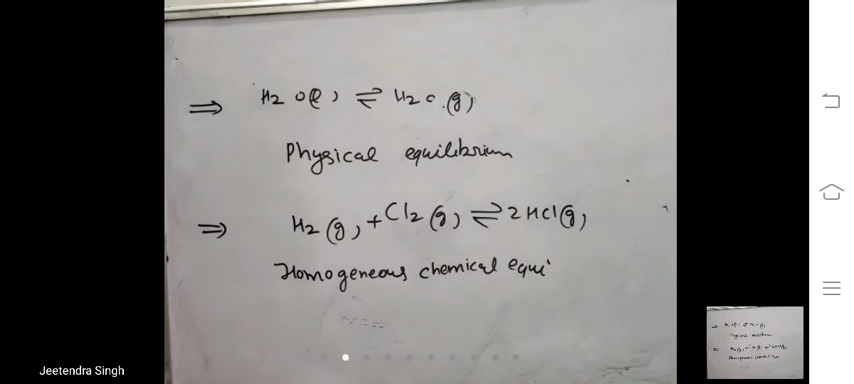 ⇒ H2O(l) ⇌ H2O(g)
Physical equilibrium
⇒ H2(g) + Cl2(g) ⇌ 2HCl(g)
Homogeneous chemical equi
Jeetendra Singh